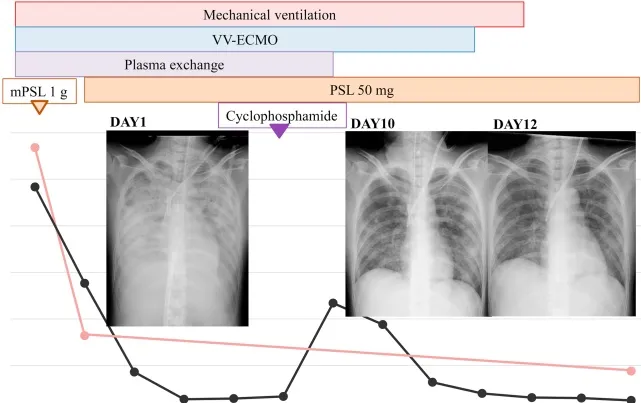 Mechanical ventilation
VV-ECMO
Plasma exchange
mPSL 1 g
PSL 50 mg
Cyclophosphamide
DAY1
DAY10
DAY12